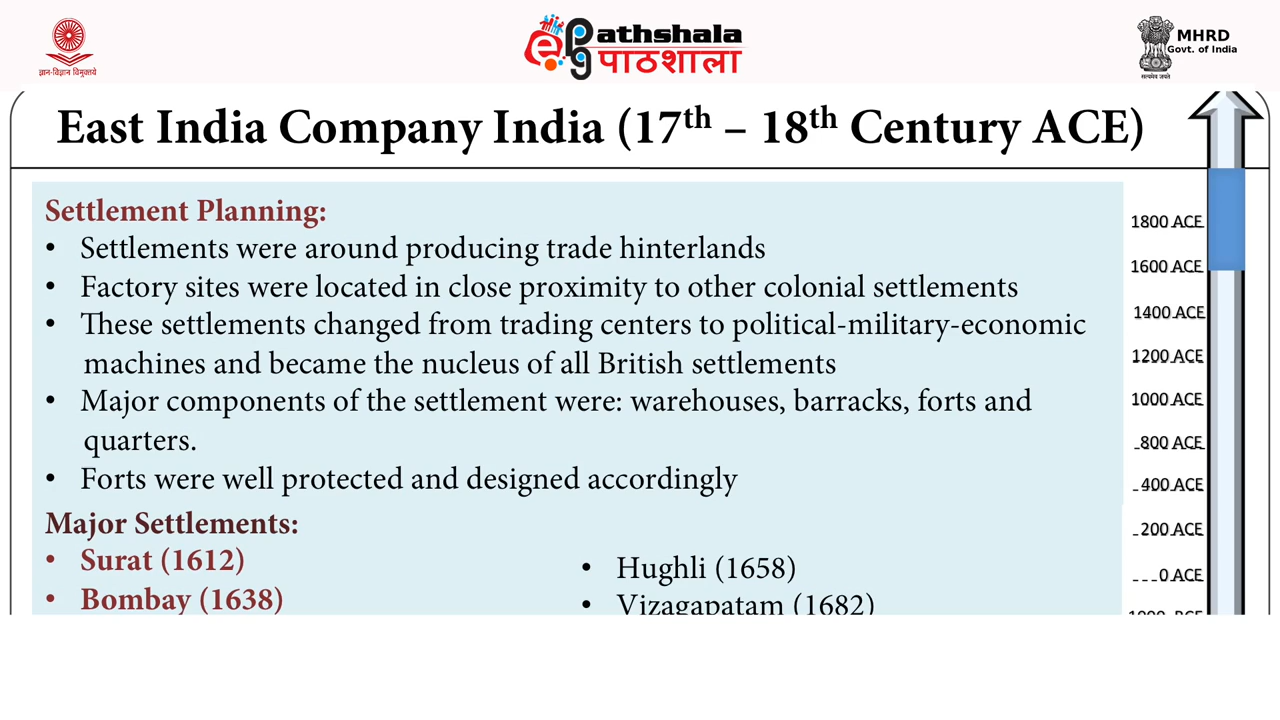 ज्ञान-विज्ञान विमुक्तये
ePathshala
पाठशाला
MHRD
Govt. of India
सत्यमेव जयते
East India Company India (17th – 18th Century ACE)
Settlement Planning:
• Settlements were around producing trade hinterlands
• Factory sites were located in close proximity to other colonial settlements
• These settlements changed from trading centers to political-military-economic
machines and became the nucleus of all British settlements
• Major components of the settlement were: warehouses, barracks, forts and
quarters.
• Forts were well protected and designed accordingly
Major Settlements:
• Surat (1612)
• Bombay (1638)
• Hughli (1658)
• Vizagapatam (1682)
1800 ACE
1600 ACE
1400 ACE
1200 ACE
1000 ACE
800 ACE
400 ACE
200 ACE
0 ACE